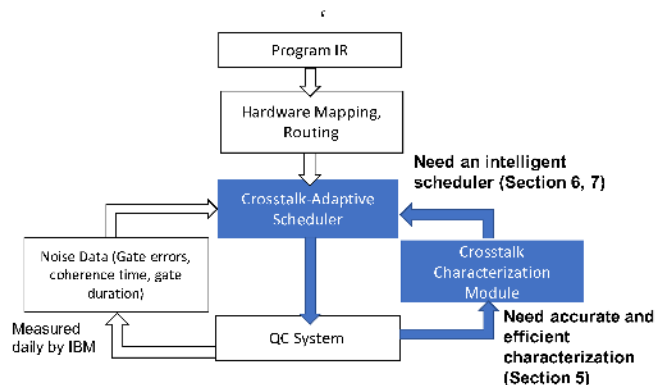 Program IR
Hardware Mapping,
Routing
Need an intelligent
scheduler (Section 6, 7)
Crosstalk-Adaptive
Scheduler
Noise Data (Gate errors,
coherence time, gate
duration)
Crosstalk
Characterization
Module
Measured
daily by IBM
QC System
Need accurate and
efficient
characterization
(Section 5)